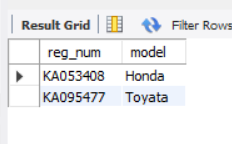 Result Grid Filter Rows
reg_num model
KA053408 Honda
KA095477 Toyata